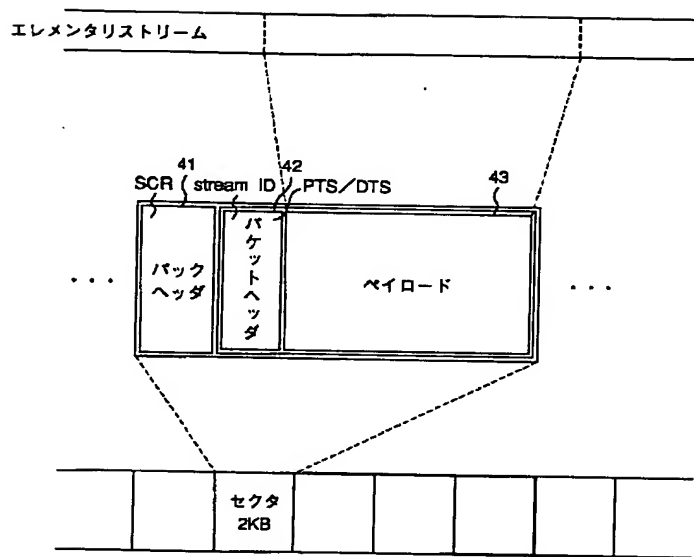 エレメンタリストリーム
41 42 43
SCR stream ID PTS/DTS
・・・
パック
ヘッダ
パケットヘッダ
ペイロード
・・・
セクタ
2KB